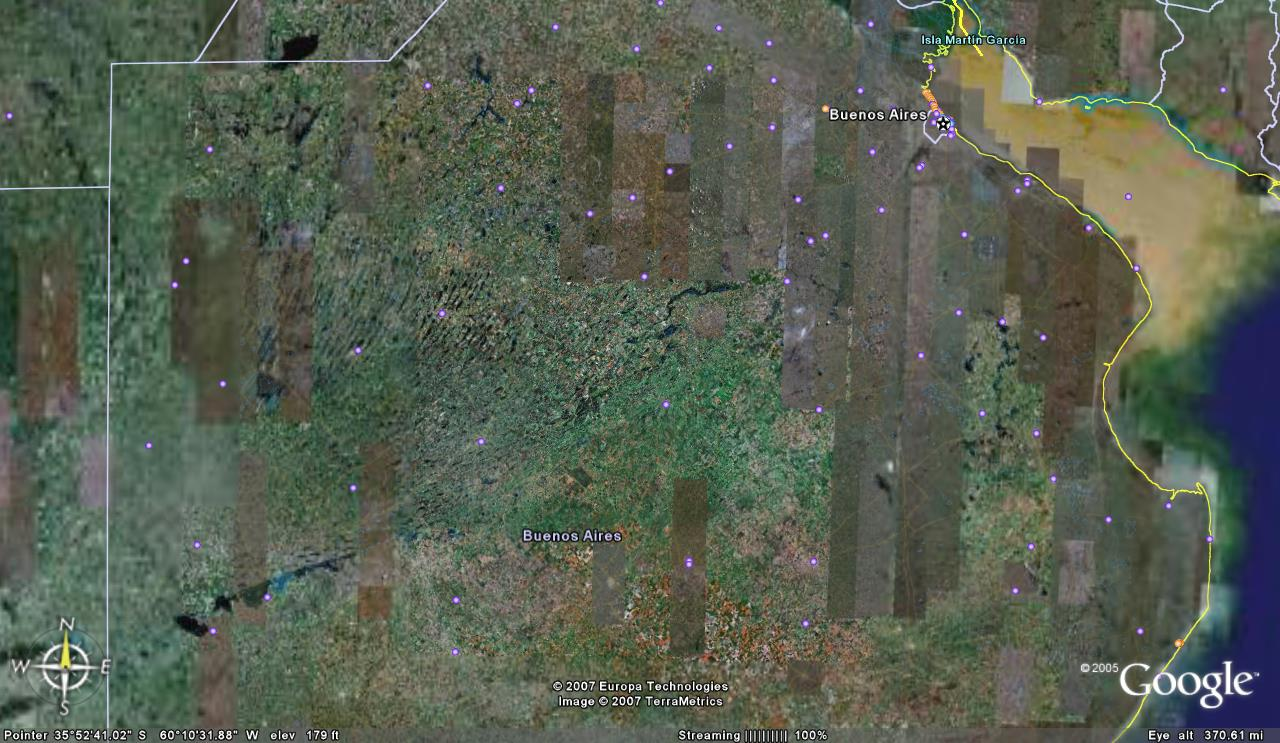 Isla Martín García
Buenos Aires
Buenos Aires
N
W E
S
© 2005 Google™
© 2007 Europa Technologies
Image © 2007 TerraMetrics
Pointer 35°52'41.02" S 60°10'31.88" W elev 179 ft
Streaming |||||||||| 100%
Eye alt 370.61 mi